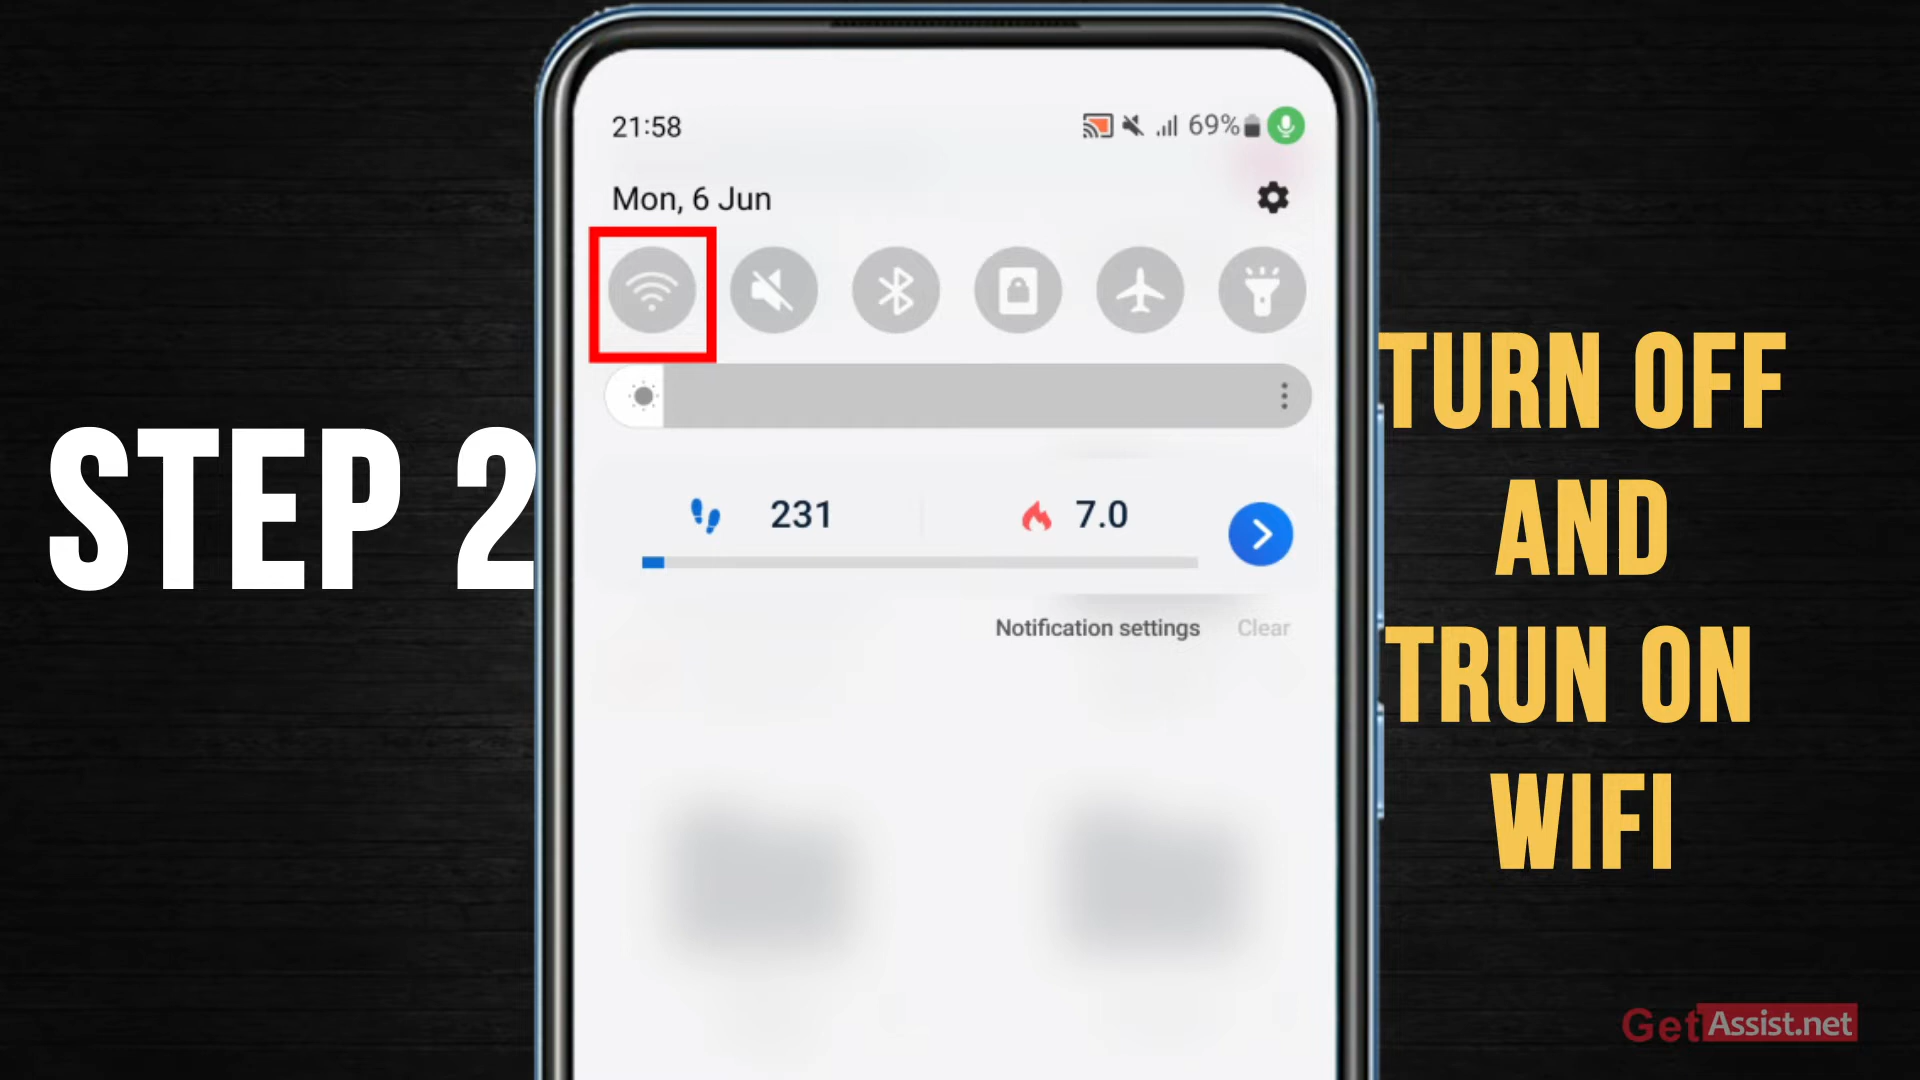 21:58
69%
Mon, 6 Jun
STEP 2
231
7.0
Notification settings
Clear
TURN OFF
AND
TRUN ON
WIFI
GetAssist.net